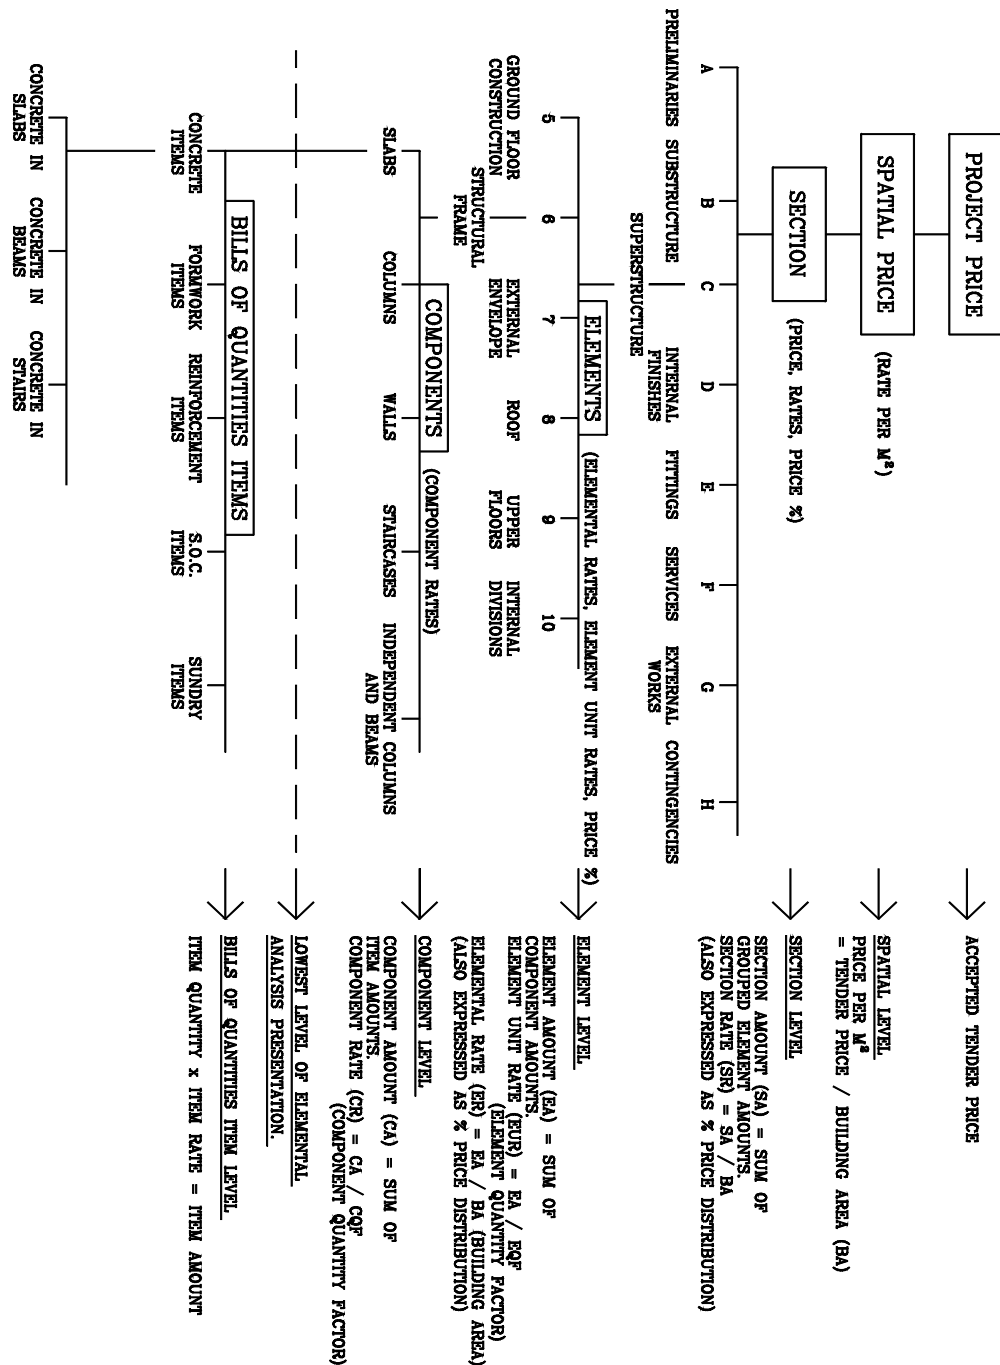 PROJECT PRICE
ACCEPTED TENDER PRICE
SPATIAL PRICE
(RATE PER M²)
SPATIAL LEVEL
PRICE PER M²
= TENDER PRICE / BUILDING AREA (BA)
SECTION
(PRICE, RATES, PRICE %)
SECTION LEVEL
SECTION AMOUNT (SA) = SUM OF
GROUPED ELEMENT AMOUNTS.
SECTION RATE (SR) = SA / BA
(ALSO EXPRESSED AS % PRICE DISTRIBUTION)
A
B
C
D
E
F
G
H
PRELIMINARIES
SUBSTRUCTURE
SUPERSTRUCTURE
INTERNAL
FINISHES
FITTINGS
SERVICES
EXTERNAL
WORKS
CONTINGENCIES
ELEMENTS
(ELEMENTAL RATES, ELEMENT UNIT RATES, PRICE %)
ELEMENT LEVEL
ELEMENT AMOUNT (EA) = SUM OF
COMPONENT AMOUNTS.
ELEMENT UNIT RATE (EUR) = EA / EQF
(ELEMENT QUANTITY FACTOR)
ELEMENTAL RATE (ER) = EA / BA (BUILDING AREA)
(ALSO EXPRESSED AS % PRICE DISTRIBUTION)
5
6
7
8
9
10
GROUND FLOOR
CONSTRUCTION
STRUCTURAL
FRAME
EXTERNAL
ENVELOPE
ROOF
UPPER
FLOORS
INTERNAL
DIVISIONS
COMPONENTS
(COMPONENT RATES)
COMPONENT LEVEL
COMPONENT AMOUNT (CA) = SUM OF
ITEM AMOUNTS.
COMPONENT RATE (CR) = CA / CQF
(COMPONENT QUANTITY FACTOR)
SLABS
COLUMNS
WALLS
STAIRCASES
INDEPENDENT COLUMNS
AND BEAMS
LOWEST LEVEL OF ELEMENTAL
ANALYSIS PRESENTATION.
BILLS OF QUANTITIES ITEMS
BILLS OF QUANTITIES ITEM LEVEL
ITEM QUANTITY x ITEM RATE = ITEM AMOUNT
CONCRETE
ITEMS
FORMWORK
ITEMS
REINFORCEMENT
ITEMS
S.O.C.
ITEMS
SUNDRY
ITEMS
CONCRETE IN
SLABS
CONCRETE IN
BEAMS
CONCRETE IN
STAIRS